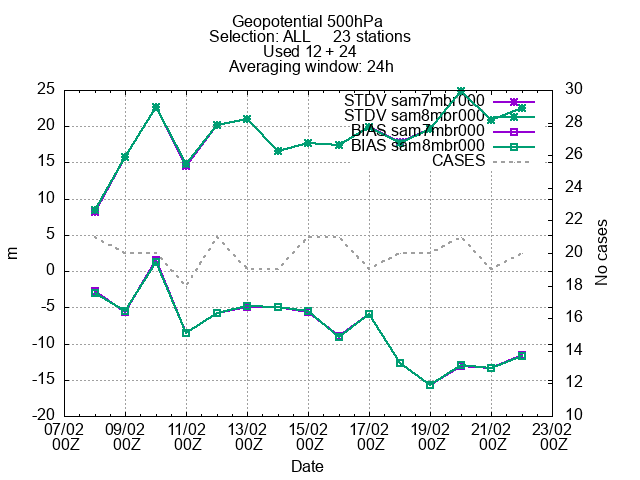 Geopotential 500hPa
Selection: ALL 23 stations
Used 12 + 24
Averaging window: 24h
STDV sam7mbr000
STDV sam8mbr000
BIAS sam7mbr000
BIAS sam8mbr000
CASES
25
20
15
10
5
0
-5
-10
-15
-20
m
30
28
26
24
22
20
18
16
14
12
10
No cases
07/02 09/02 11/02 13/02 15/02 17/02 19/02 21/02 23/02
00Z 00Z 00Z 00Z 00Z 00Z 00Z 00Z 00Z
Date